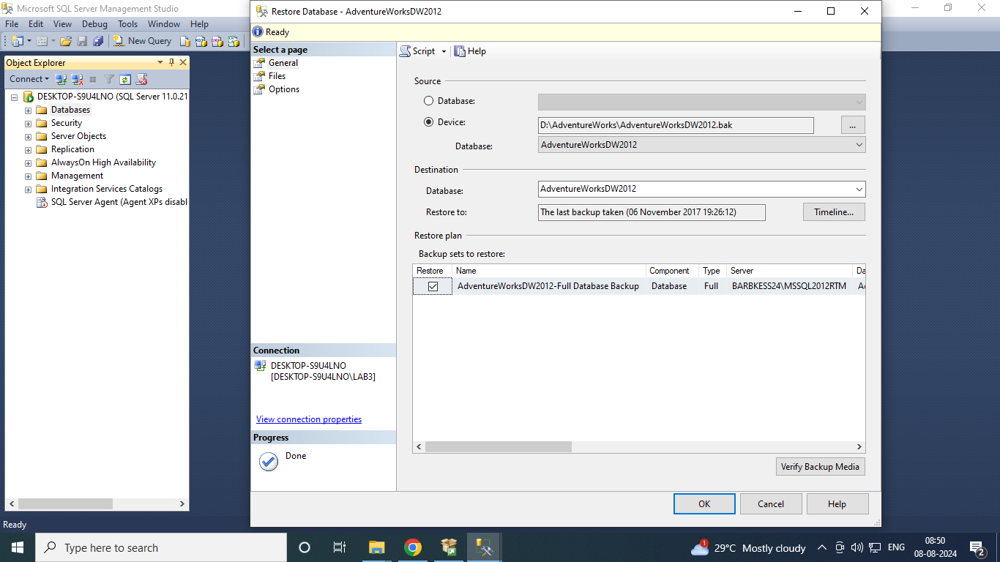 Microsoft SQL Server Management Studio
File Edit View Debug Tools Window Help
New Query
Object Explorer
Connect
DESKTOP-S9U4LNO (SQL Server 11.0.21
Databases
Security
Server Objects
Replication
AlwaysOn High Availability
Management
Integration Services Catalogs
SQL Server Agent (Agent XPs disabl
Ready
Restore Database - AdventureWorksDW2012
Ready
Select a page
General
Files
Options
Connection
DESKTOP-S9U4LNO
[DESKTOP-S9U4LNO\LAB3]
View connection properties
Progress
Done
Script Help
Source
Database:
Device: D:\AdventureWorks\AdventureWorksDW2012.bak ...
Database: AdventureWorksDW2012
Destination
Database: AdventureWorksDW2012
Restore to: The last backup taken (06 November 2017 19:26:12) Timeline...
Restore plan
Backup sets to restore:
Restore Name Component Type Server Da
AdventureWorksDW2012-Full Database Backup Database Full BARBKESS24\MSSQL2012RTM Ad
Verify Backup Media
OK Cancel Help
Type here to search
1 29°C Mostly cloudy ENG 08:50
08-08-2024
2